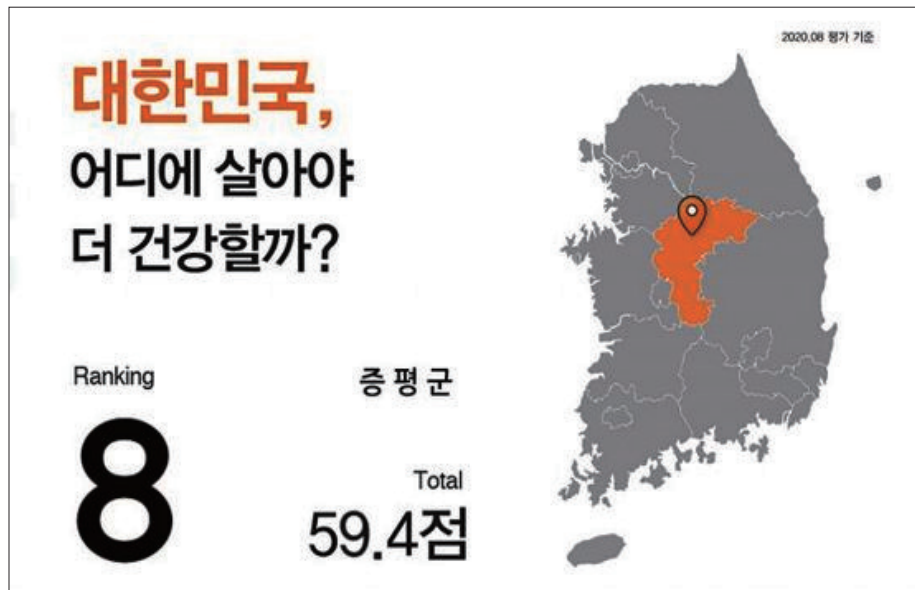 2020.08 평가 기준
대한민국,
어디에 살아야
더 건강할까?
Ranking
증평군
8
Total
59.4점